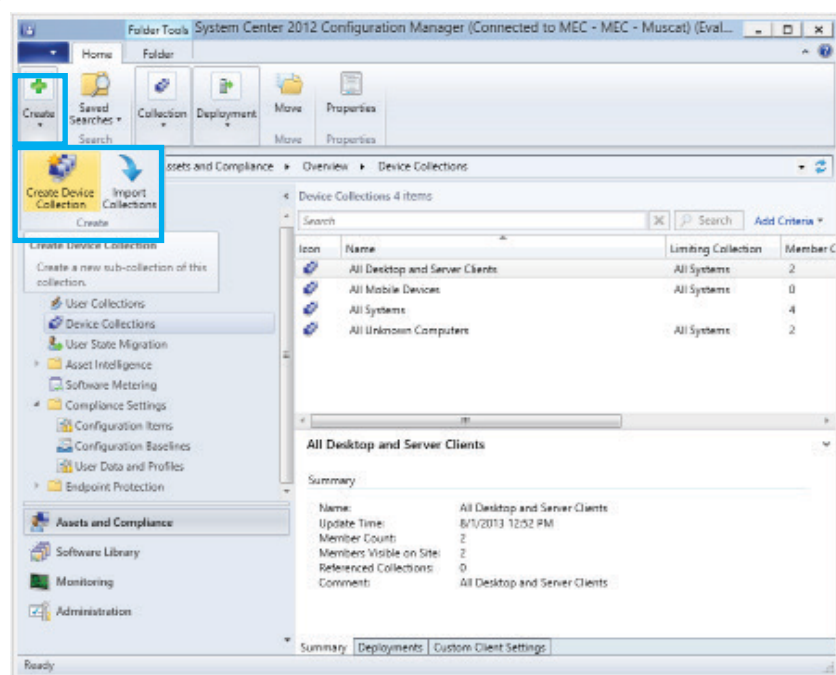 Folder Tools System Center 2012 Configuration Manager (Connected to MEC - MEC - Muscat) (Eval...
Home Folder
Create
Saved Searches
Collection
Deployment
Move
Properties
Search
Move
Properties
ssets and Compliance ▸ Overview ▸ Device Collections
Create Device Collection
Import Collections
Create
Create Device Collection
Create a new sub-collection of this
collection.
User Collections
Device Collections
User State Migration
Asset Intelligence
Software Metering
Compliance Settings
Configuration Items
Configuration Baselines
User Data and Profiles
Endpoint Protection
Assets and Compliance
Software Library
Monitoring
Administration
Device Collections 4 items
Search Search Add Criteria
Icon Name Limiting Collection Member C
All Desktop and Server Clients All Systems 2
All Mobile Devices All Systems 0
All Systems 4
All Unknown Computers All Systems 2
All Desktop and Server Clients
Summary
Name: All Desktop and Server Clients
Update Time: 8/1/2013 12:52 PM
Member Count: 2
Members Visible on Site: 2
Referenced Collections: 0
Comment: All Desktop and Server Clients
Summary Deployments Custom Client Settings
Ready